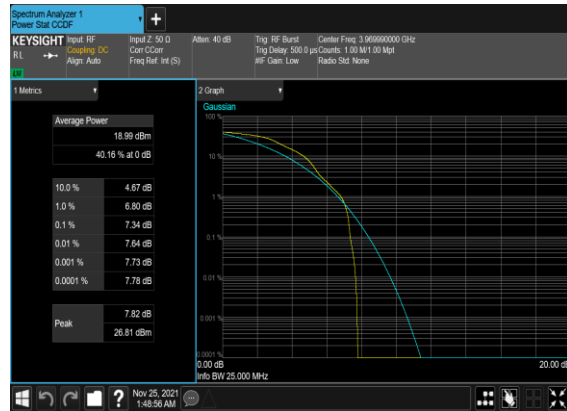 Spectrum Analyzer 1
Power Stat CCDF
KEYSIGHT Input: RF Input Z: 50 Ω Atten: 40 dB Trig: RF Burst Center Freq: 3.969990000 GHz
RL Coupling: DC Corr CCorr Trig Delay: 500.0 µs Counts: 1.00 M/1.00 Mpt
Align: Auto Freq Ref: Int (S) #IF Gain: Low Radio Std: None
1 Metrics
2 Graph
Gaussian
Average Power
18.99 dBm
40.16 % at 0 dB
10.0 % 4.67 dB
1.0 % 6.80 dB
0.1 % 7.34 dB
0.01 % 7.64 dB
0.001 % 7.73 dB
0.0001 % 7.78 dB
Peak 7.82 dB
26.81 dBm
100 %
10 %
1 %
0.1 %
0.01 %
0.001 %
0.0001 %
0.00 dB 20.00 dB
Info BW 25.000 MHz
? Nov 25, 2021
1:48:56 AM